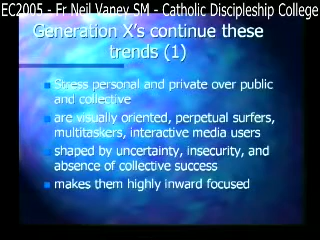 EC2005 - Fr Neil Vaney SM - Catholic Discipleship College
Generation X's continue these
trends (1)
Stress personal and private over public
and collective
are visually oriented, perpetual surfers,
multitaskers, interactive media users
shaped by uncertainty, insecurity, and
absence of collective success
makes them highly inward focused